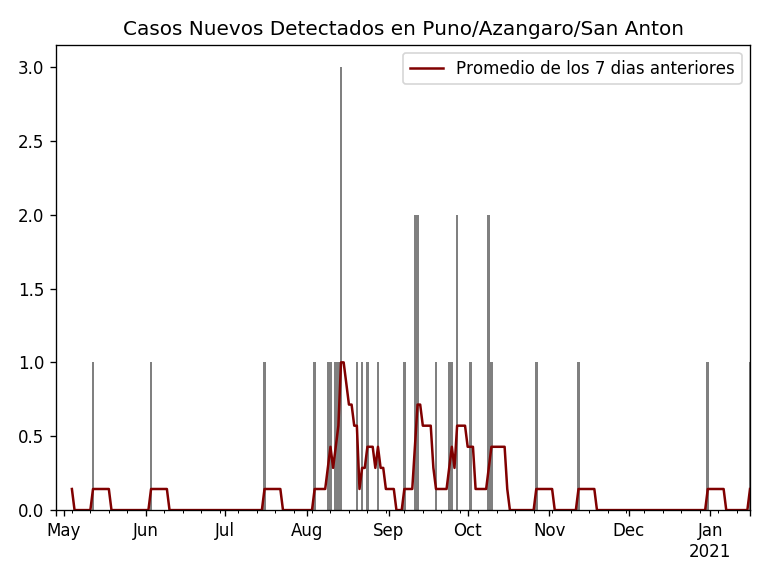 Casos Nuevos Detectados en Puno/Azangaro/San Anton
Promedio de los 7 dias anteriores
3.0
2.5
2.0
1.5
1.0
0.5
0.0
May Jun Jul Aug Sep Oct Nov Dec Jan
2021